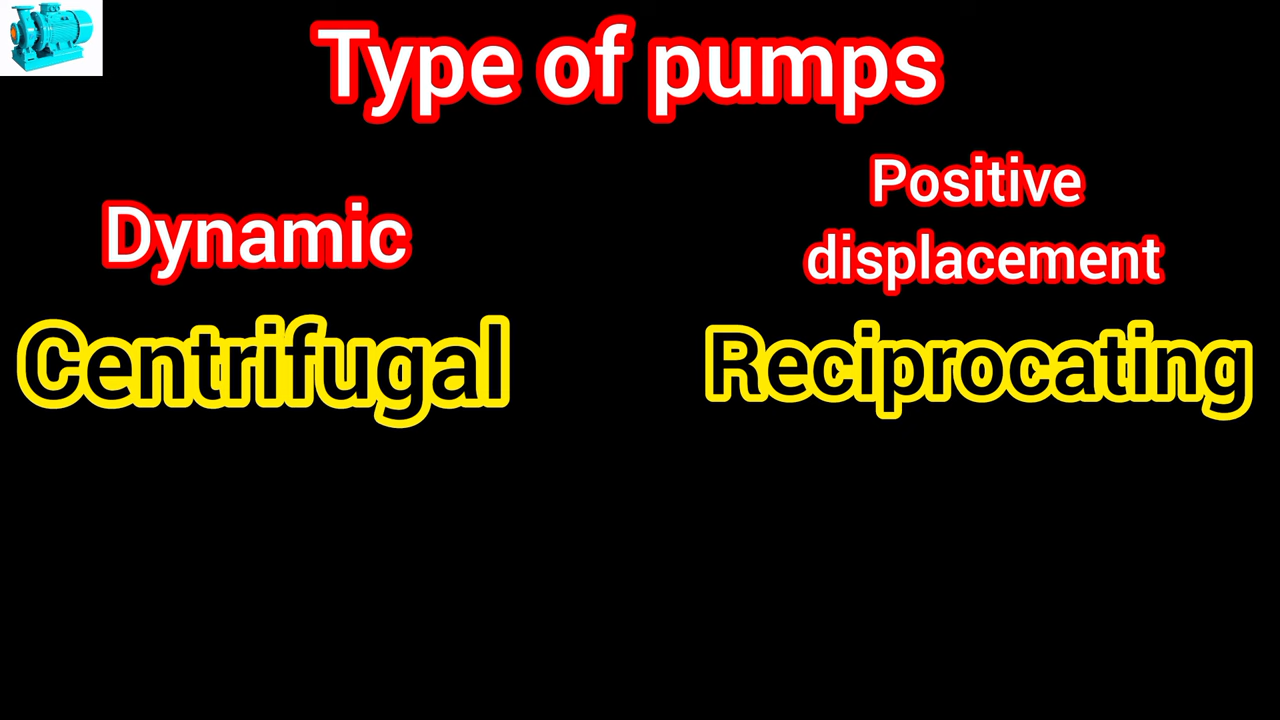 Type of pumps
Dynamic
Centrifugal
Positive
displacement
Reciprocating